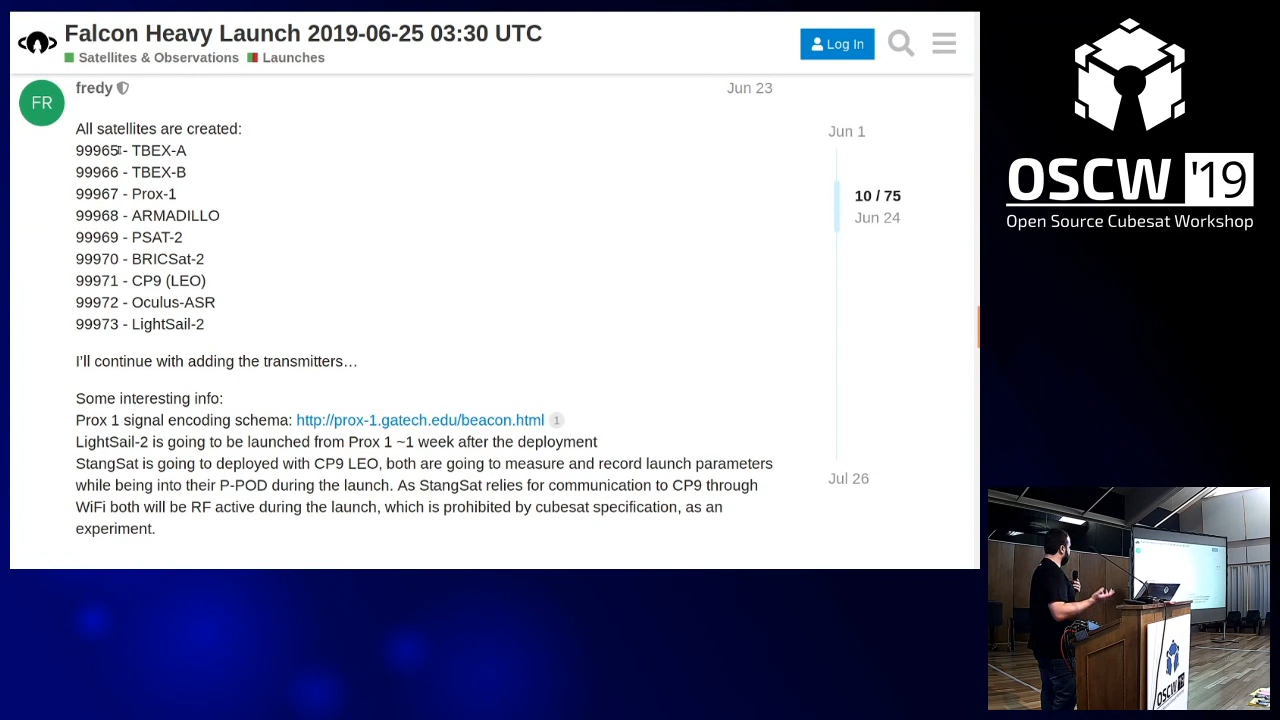 Falcon Heavy Launch 2019-06-25 03:30 UTC
Satellites & Observations Launches
Log In
FR
fredy
Jun 23
All satellites are created:
99965 - TBEX-A
99966 - TBEX-B
99967 - Prox-1
99968 - ARMADILLO
99969 - PSAT-2
99970 - BRICSat-2
99971 - CP9 (LEO)
99972 - Oculus-ASR
99973 - LightSail-2
I'll continue with adding the transmitters…
Some interesting info:
Prox 1 signal encoding schema: http://prox-1.gatech.edu/beacon.html 1
LightSail-2 is going to be launched from Prox 1 ~1 week after the deployment
StangSat is going to deployed with CP9 LEO, both are going to measure and record launch parameters
while being into their P-POD during the launch. As StangSat relies for communication to CP9 through
WiFi both will be RF active during the launch, which is prohibited by cubesat specification, as an
experiment.
Jun 1
10 / 75
Jun 24
Jul 26
OSCW '19
Open Source Cubesat Workshop
OSCW '19